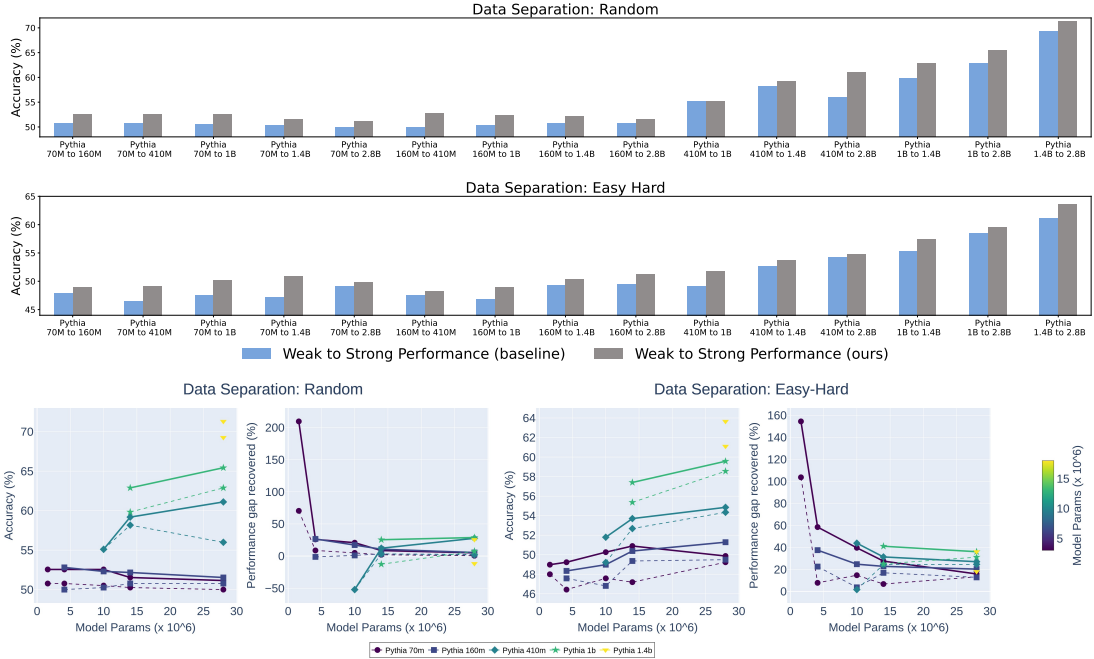 Data Separation: Random
Accuracy (%)
70
65
60
55
50
Pythia 70M to 160M
Pythia 70M to 410M
Pythia 70M to 1B
Pythia 70M to 1.4B
Pythia 70M to 2.8B
Pythia 160M to 410M
Pythia 160M to 1B
Pythia 160M to 1.4B
Pythia 160M to 2.8B
Pythia 410M to 1B
Pythia 410M to 1.4B
Pythia 410M to 2.8B
Pythia 1B to 1.4B
Pythia 1B to 2.8B
Pythia 1.4B to 2.8B
Data Separation: Easy Hard
Accuracy (%)
65
60
55
50
45
Pythia 70M to 160M
Pythia 70M to 410M
Pythia 70M to 1B
Pythia 70M to 1.4B
Pythia 70M to 2.8B
Pythia 160M to 410M
Pythia 160M to 1B
Pythia 160M to 1.4B
Pythia 160M to 2.8B
Pythia 410M to 1B
Pythia 410M to 1.4B
Pythia 410M to 2.8B
Pythia 1B to 1.4B
Pythia 1B to 2.8B
Pythia 1.4B to 2.8B
Weak to Strong Performance (baseline)
Weak to Strong Performance (ours)
Data Separation: Random
Accuracy (%)
70
65
60
55
50
0 5 10 15 20 25 30
Model Params (x 10^6)
Performance gap recovered (%)
200
150
100
50
0
−50
0 5 10 15 20 25 30
Model Params (x 10^6)
Data Separation: Easy-Hard
Accuracy (%)
64
62
60
58
56
54
52
50
48
46
0 5 10 15 20 25 30
Model Params (x 10^6)
Performance gap recovered (%)
160
140
120
100
80
60
40
20
0
0 5 10 15 20 25 30
Model Params (x 10^6)
15
10
5
Model Params (x 10^6)
Pythia 70m Pythia 160m Pythia 410m Pythia 1b Pythia 1.4b